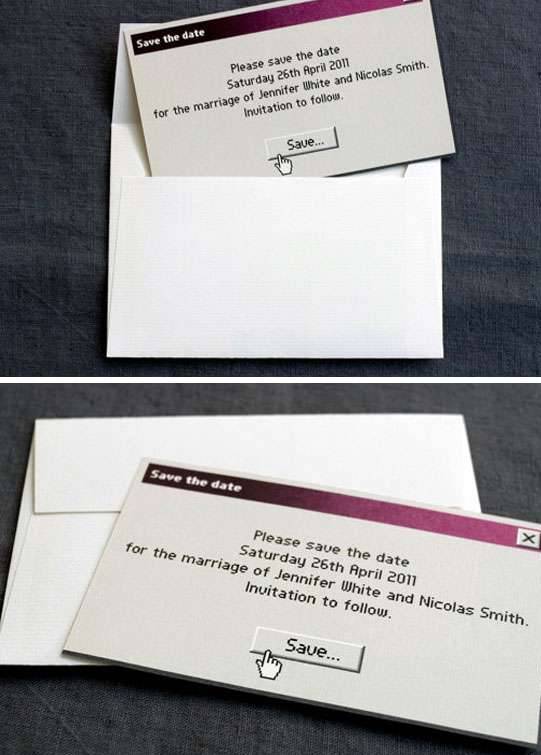 Save the date
Please save the date
Saturday 26th April 2011
for the marriage of Jennifer White and Nicolas Smith.
Invitation to follow.
Save...
Save the date
Please save the date
Saturday 26th April 2011
for the marriage of Jennifer White and Nicolas Smith.
Invitation to follow.
Save...